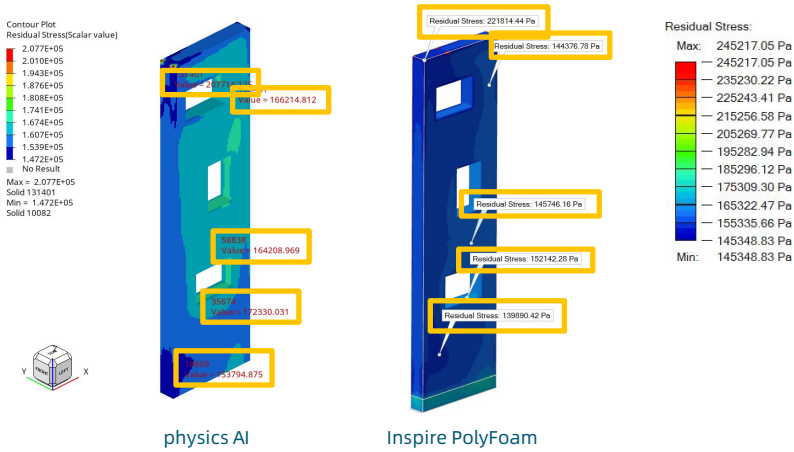 Contour Plot
Residual Stress(Scalar value)
2.077E+05
2.010E+05
1.943E+05
1.876E+05
1.808E+05
1.741E+05
1.674E+05
1.607E+05
1.539E+05
1.472E+05
No Result
Max = 2.077E+05
Solid 131401
Min = 1.472E+05
Solid 10082
Value = 166214.812
58838
Value = 164208.969
35674
Value = 172330.031
Value = 153794.875
Y
FRONT
LEFT
X
physics AI
Residual Stress: 221814.44 Pa
Residual Stress: 144376.78 Pa
Residual Stress: 145746.16 Pa
Residual Stress: 152142.28 Pa
Residual Stress: 139890.42 Pa
Inspire PolyFoam
Residual Stress:
Max: 245217.05 Pa
245217.05 Pa
235230.22 Pa
225243.41 Pa
215256.58 Pa
205269.77 Pa
195282.94 Pa
185296.12 Pa
175309.30 Pa
165322.47 Pa
155335.66 Pa
145348.83 Pa
Min: 145348.83 Pa